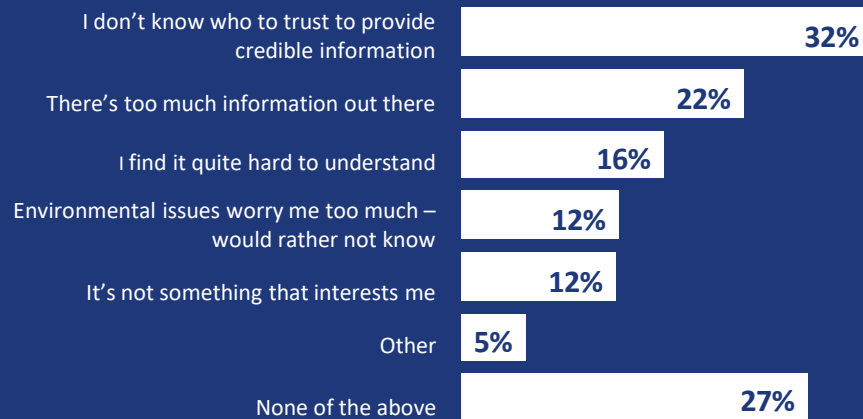 I don’t know who to trust to provide
credible information
32%
There’s too much information out there
22%
I find it quite hard to understand
16%
Environmental issues worry me too much –
would rather not know
12%
It’s not something that interests me
12%
Other
5%
None of the above
27%